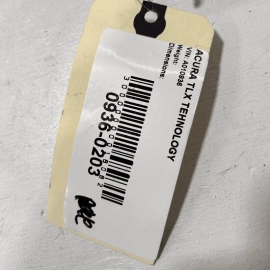 ACURA TLX TEHNOLOGY
VIN: A010936
Weight:
Dimensions:
0936-0203